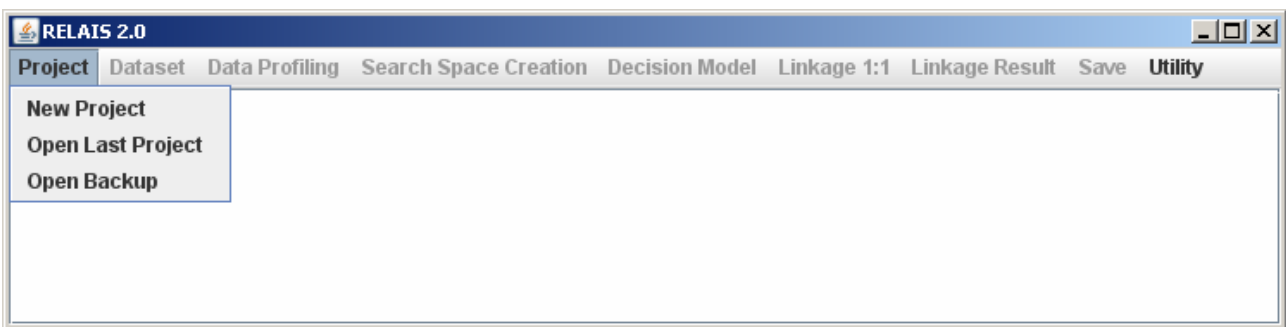 RELAIS 2.0
Project Dataset Data Profiling Search Space Creation Decision Model Linkage 1:1 Linkage Result Save Utility
New Project
Open Last Project
Open Backup